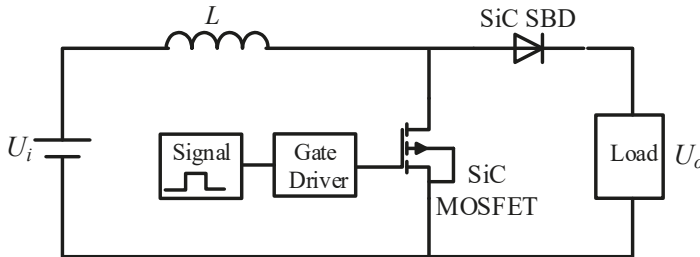 L
SiC SBD
U_i
Signal
Gate
Driver
SiC
MOSFET
Load
U_o